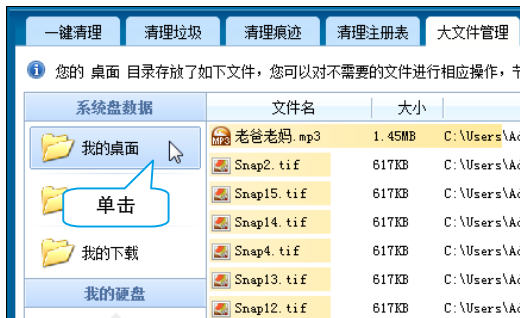 一键清理 清理垃圾 清理痕迹 清理注册表 大文件管理
您的 桌面 目录存放了如下文件，您可以对不需要的文件进行相应操作，
系统盘数据 文件名 大小
我的桌面 老爸老妈.mp3 1.45MB C:\Users\Ad
Snap2.tif 617KB C:\Users\Ad
单击 Snap15.tif 617KB C:\Users\Ad
Snap14.tif 617KB C:\Users\Ad
我的下载 Snap4.tif 617KB C:\Users\Ad
Snap13.tif 617KB C:\Users\Ad
我的硬盘 Snap12.tif 617KB C:\Users\Ad